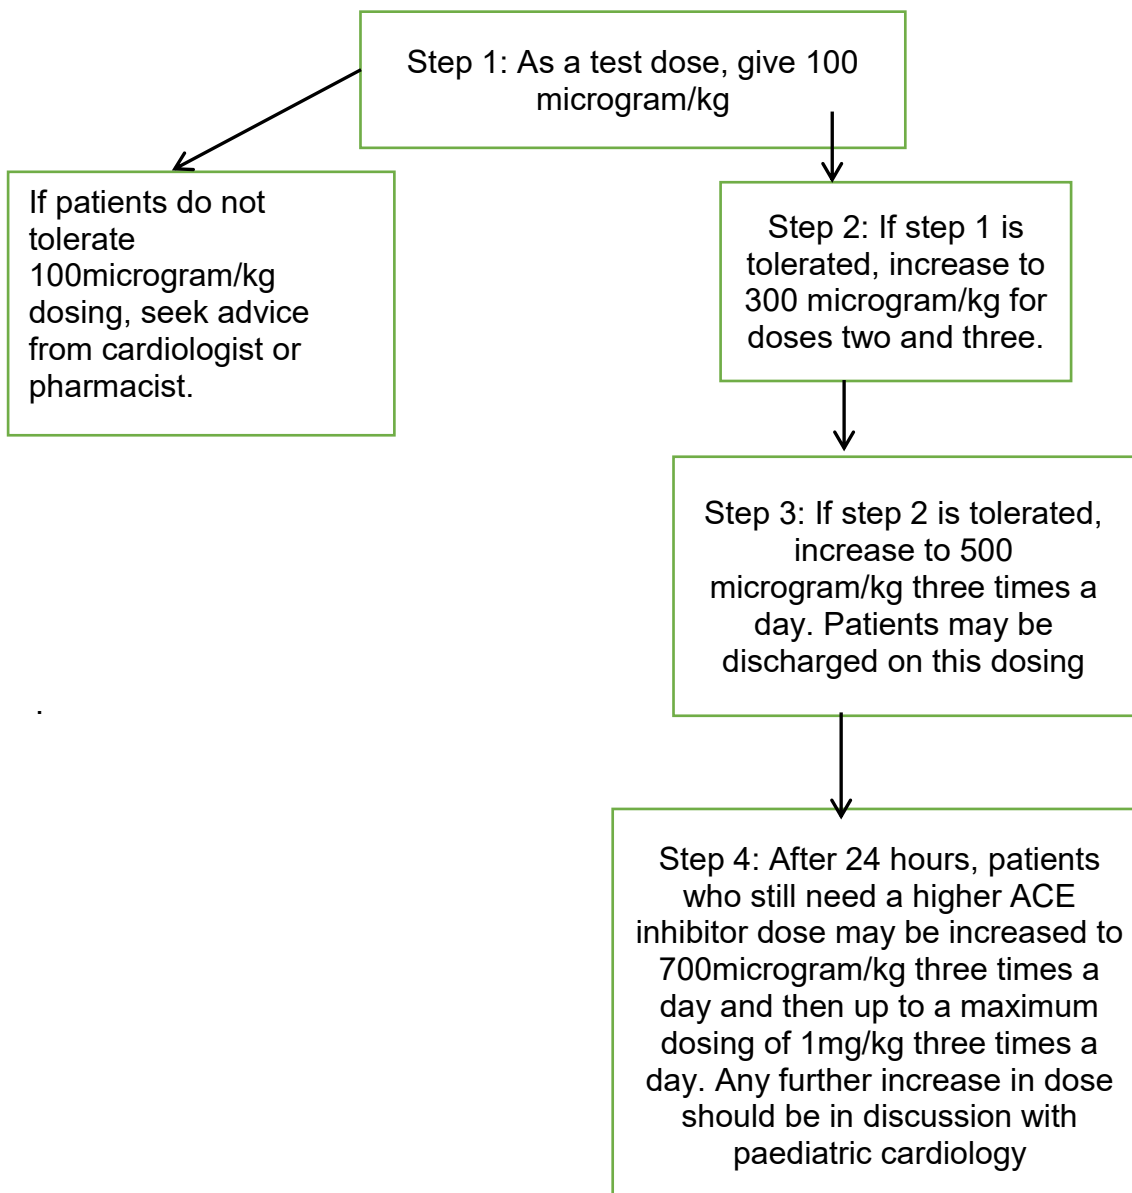 Step 1: As a test dose, give 100
microgram/kg
If patients do not
tolerate
100microgram/kg
dosing, seek advice
from cardiologist or
pharmacist.
Step 2: If step 1 is
tolerated, increase to
300 microgram/kg for
doses two and three.
Step 3: If step 2 is tolerated,
increase to 500
microgram/kg three times a
day. Patients may be
discharged on this dosing
.
Step 4: After 24 hours, patients
who still need a higher ACE
inhibitor dose may be increased to
700microgram/kg three times a
day and then up to a maximum
dosing of 1mg/kg three times a
day. Any further increase in dose
should be in discussion with
paediatric cardiology